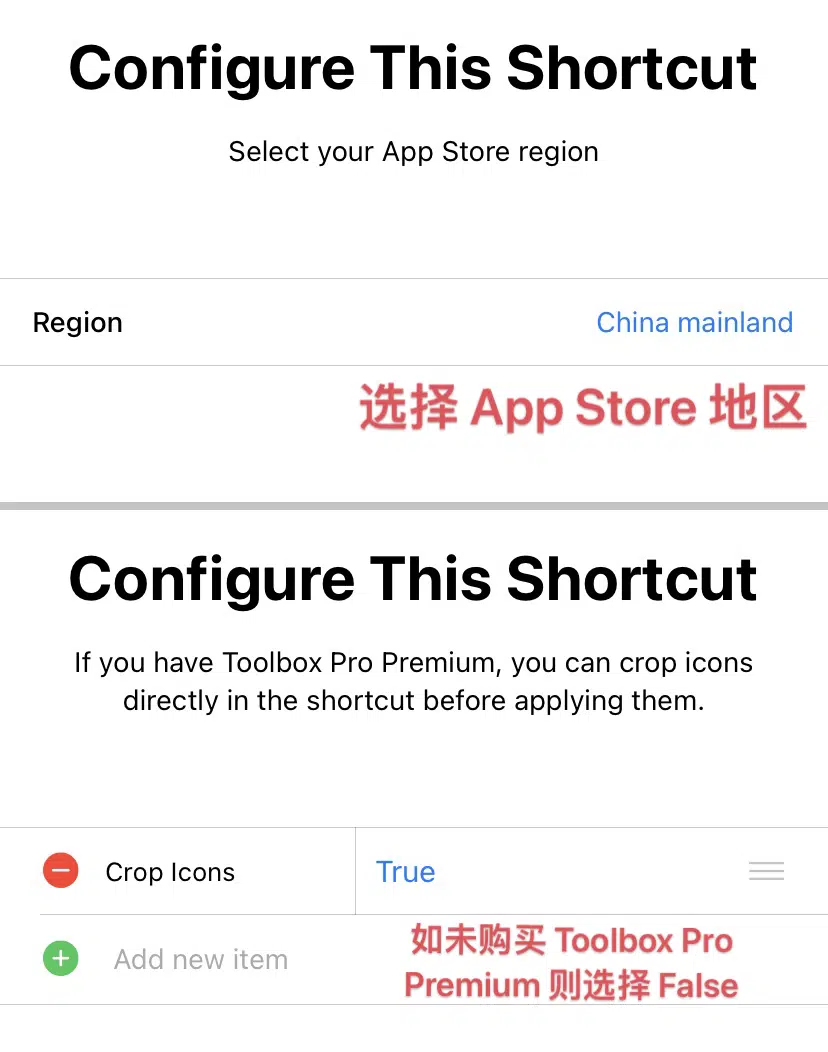 Configure This Shortcut
Select your App Store region
Region
China mainland
选择 App Store 地区
Configure This Shortcut
If you have Toolbox Pro Premium, you can crop icons
directly in the shortcut before applying them.
Crop Icons
True
Add new item
如未购买 Toolbox Pro
Premium 则选择 False